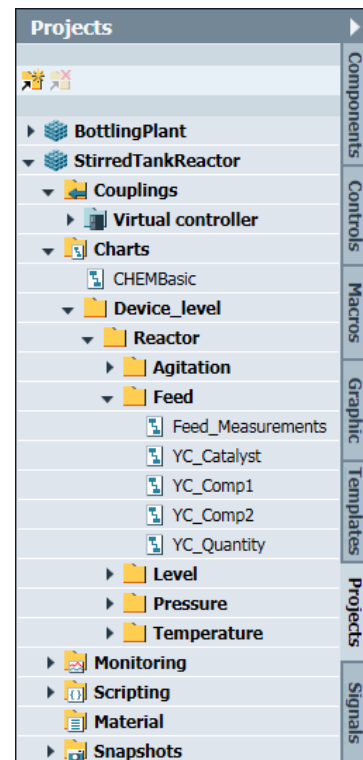 Projects
BottlingPlant
StirredTankReactor
Couplings
Virtual controller
Charts
CHEMBasic
Device_level
Reactor
Agitation
Feed
Feed_Measurements
YC_Catalyst
YC_Comp1
YC_Comp2
YC_Quantity
Level
Pressure
Temperature
Monitoring
Scripting
Material
Snapshots
Components
Controls
Macros
Graphic
Templates
Projects
Signals